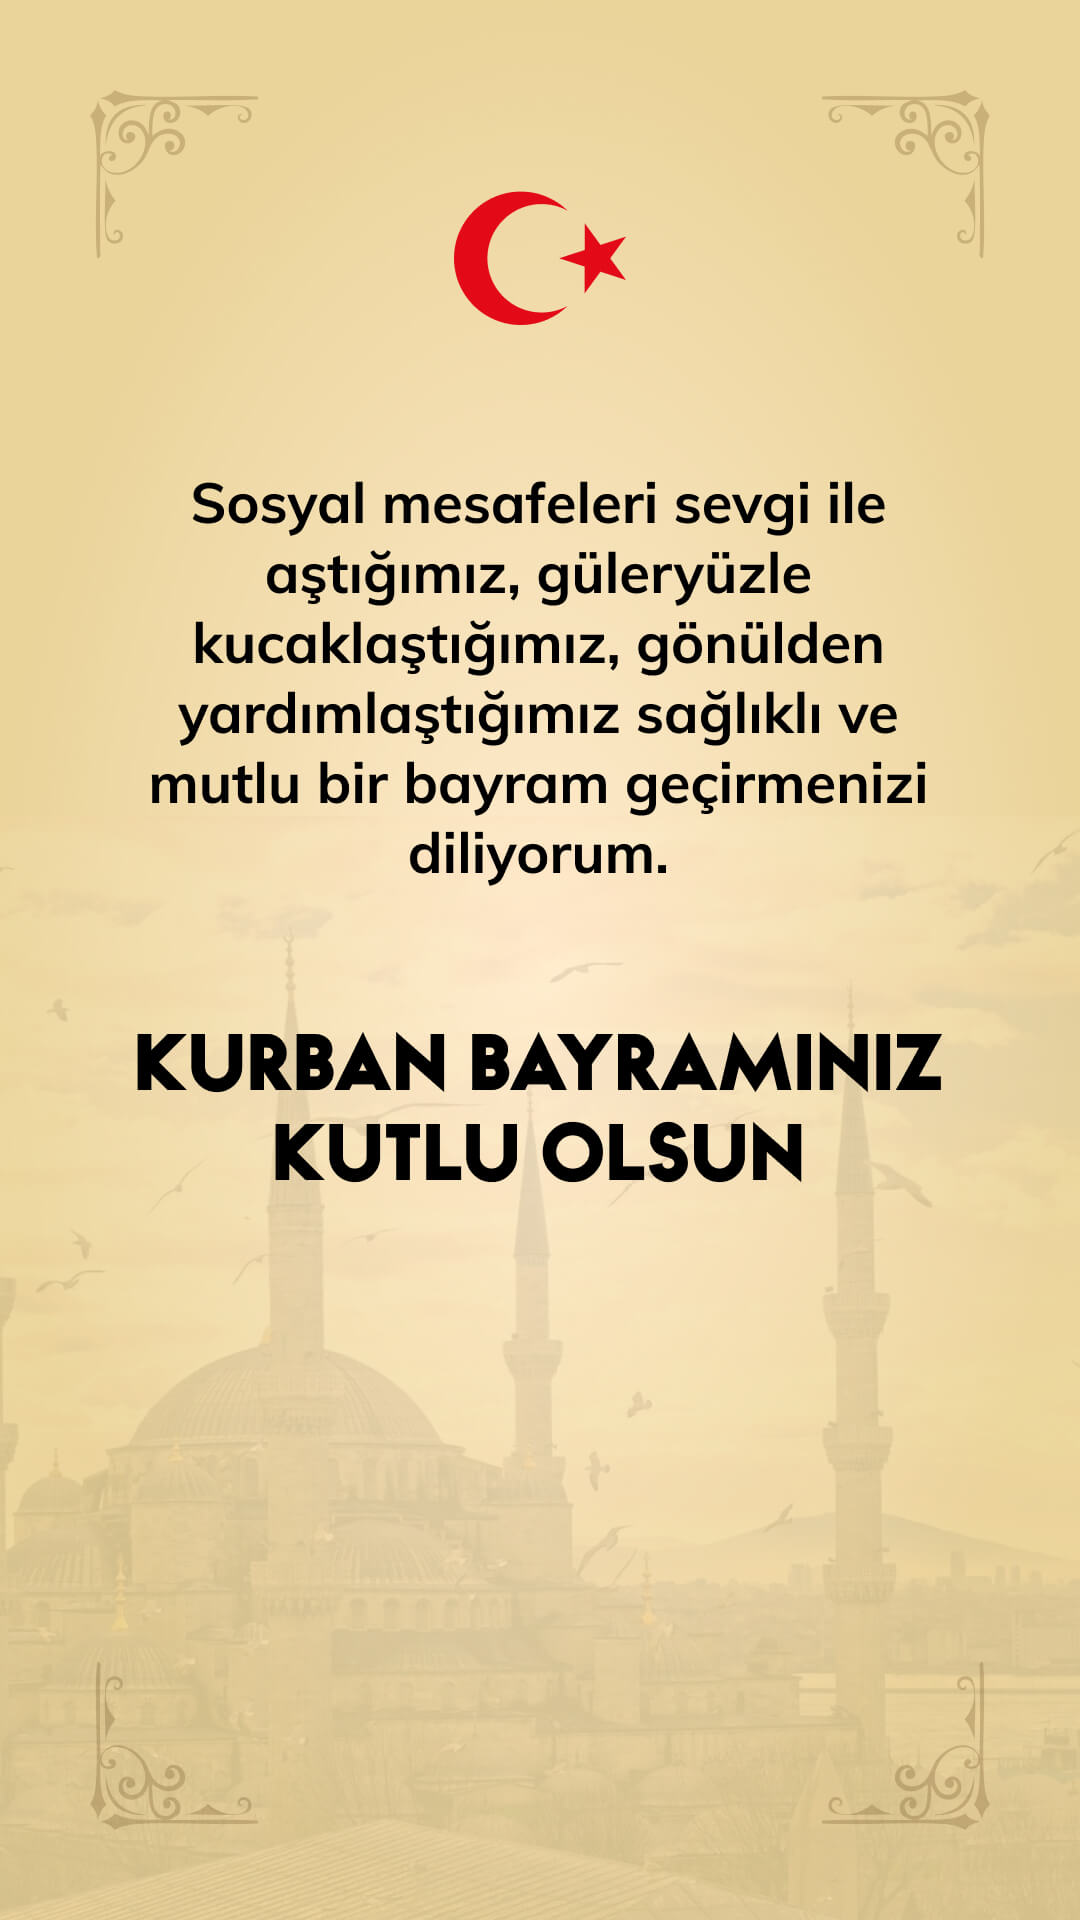 Sosyal mesafeleri sevgi ile
aştığımız, güleryüzle
kucaklaştığımız, gönülden
yardımlaştığımız sağlıklı ve
mutlu bir bayram geçirmenizi
diliyorum.
KURBAN BAYRAMINIZ
KUTLU OLSUN